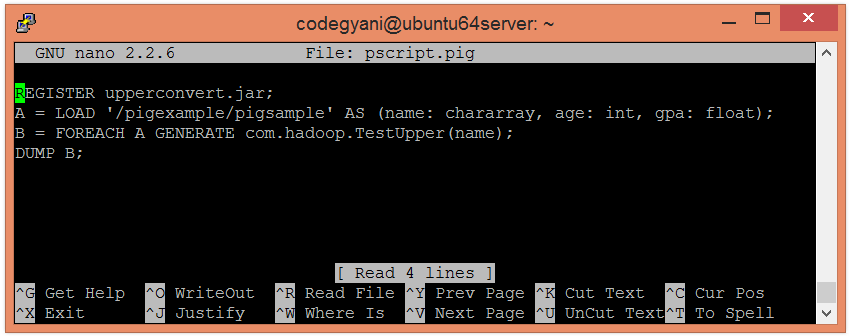 codegyani@ubuntu64server: ~
GNU nano 2.2.6 File: pscript.pig
REGISTER upperconvert.jar;
A = LOAD '/pigexample/pigsample' AS (name: chararray, age: int, gpa: float);
B = FOREACH A GENERATE com.hadoop.TestUpper(name);
DUMP B;
[ Read 4 lines ]
^G Get Help ^O WriteOut ^R Read File ^Y Prev Page ^K Cut Text ^C Cur Pos
^X Exit ^J Justify ^W Where Is ^V Next Page ^U UnCut Text ^T To Spell